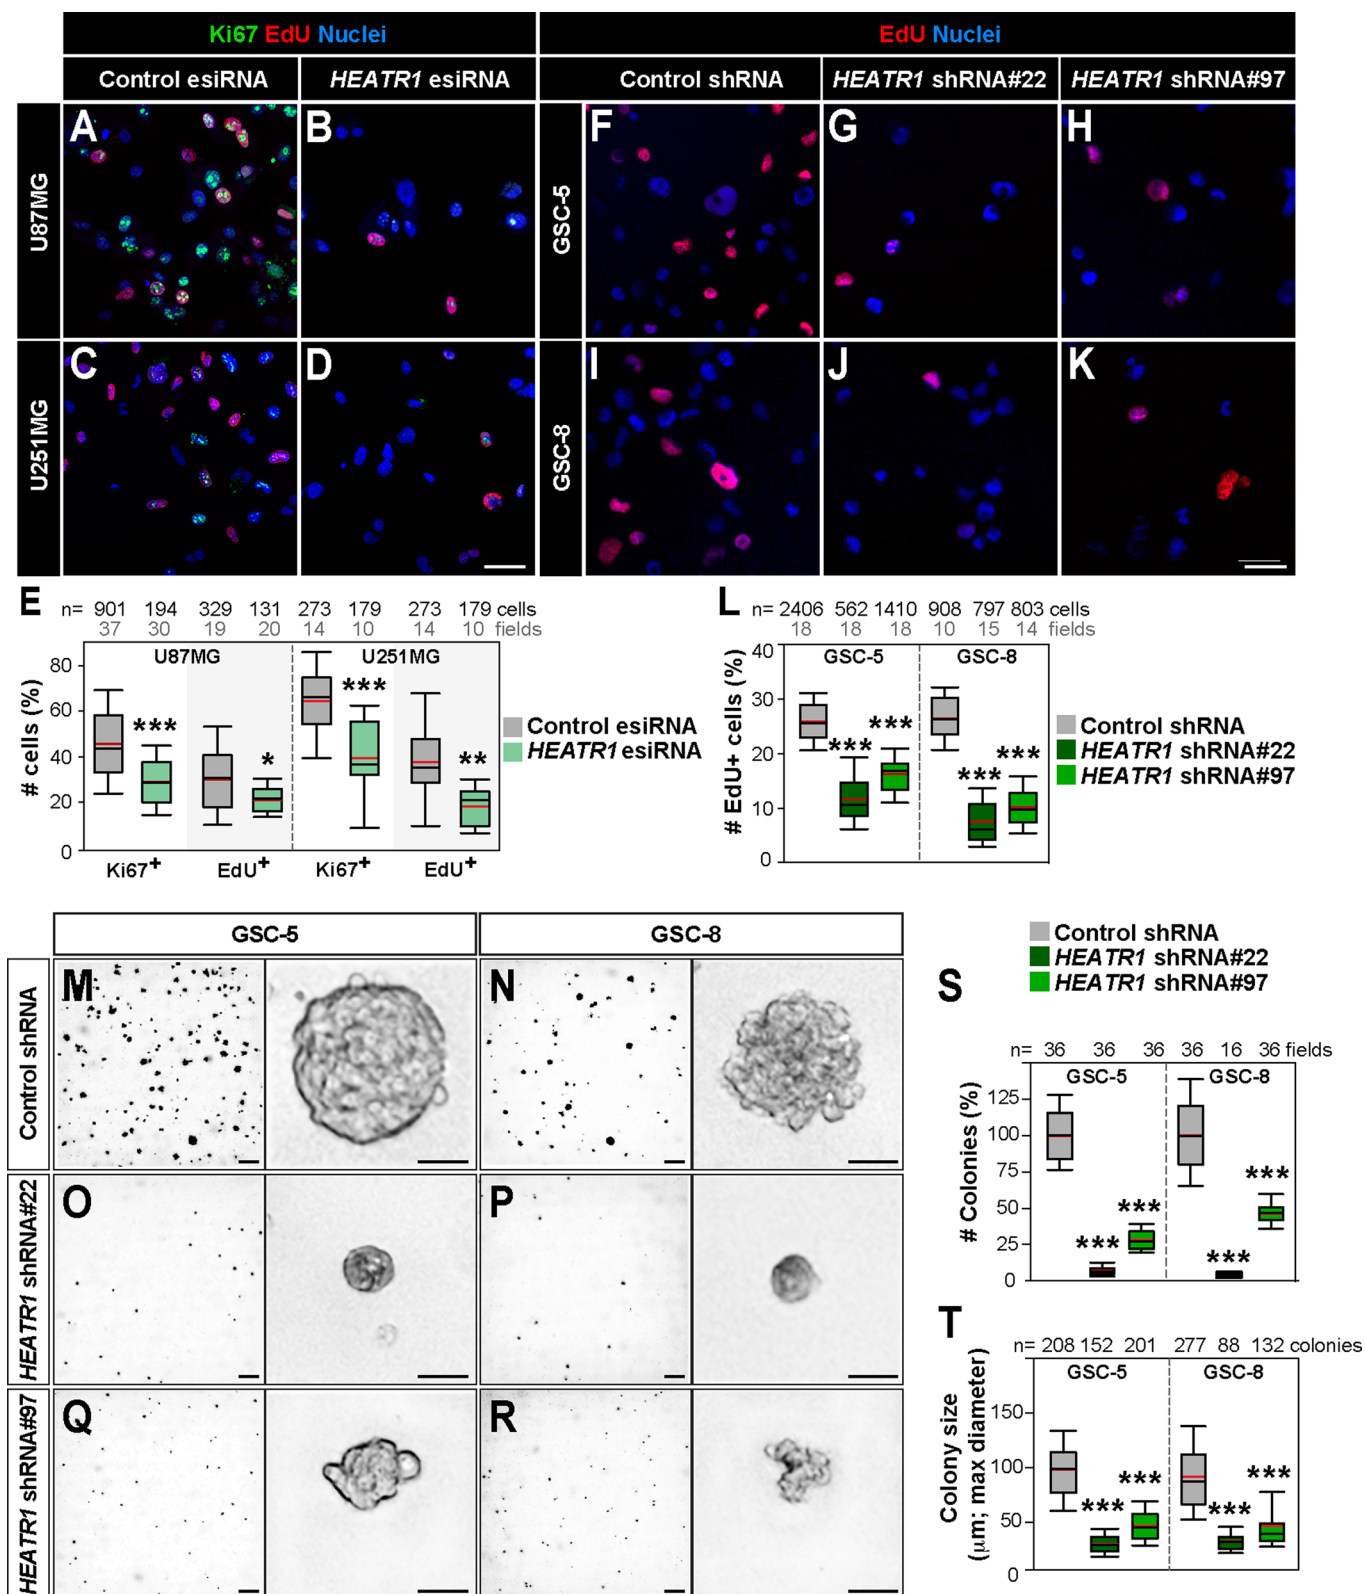 Ki67 EdU Nuclei
EdU Nuclei
Control esiRNA
HEATR1 esiRNA
Control shRNA
HEATR1 shRNA#22
HEATR1 shRNA#97
U87MG
A
B
GSC-5
F
G
H
U251MG
C
D
GSC-8
I
J
K
E
n= 901 194 329 131 273 179 273 179 cells
37 30 19 20 14 10 14 10 fields
U87MG
U251MG
# cells (%)
80
60
40
20
0
***
*
***
**
Ki67+
EdU+
Ki67+
EdU+
Control esiRNA
HEATR1 esiRNA
L
n= 2406 562 1410 908 797 803 cells
18 18 18 10 15 14 fields
GSC-5
GSC-8
# EdU+ cells (%)
40
30
20
10
0
***
***
***
***
Control shRNA
HEATR1 shRNA#22
HEATR1 shRNA#97
GSC-5
GSC-8
Control shRNA
M
N
HEATR1 shRNA#22
O
P
HEATR1 shRNA#97
Q
R
Control shRNA
HEATR1 shRNA#22
HEATR1 shRNA#97
S
n= 36 36 36 36 16 36 fields
GSC-5
GSC-8
# Colonies (%)
125
100
75
50
25
0
***
***
***
***
T
n= 208 152 201 277 88 132 colonies
GSC-5
GSC-8
Colony size
(µm; max diameter)
150
100
50
0
***
***
***
***